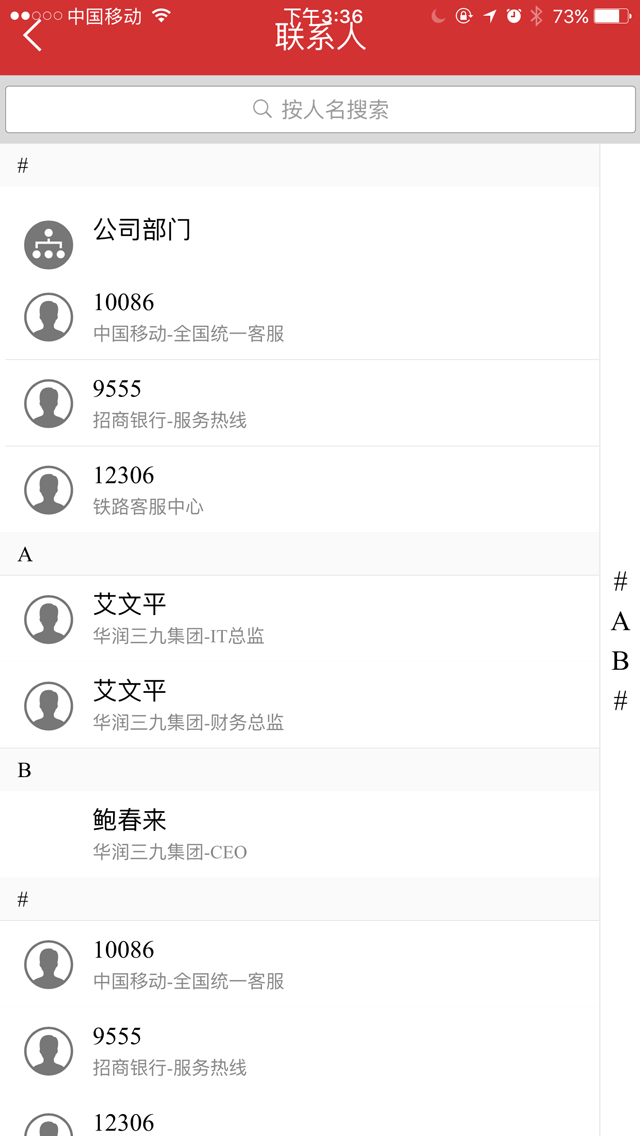 中国移动 下午3:36 73%
联系人
按人名搜索
#
公司部门
10086
中国移动-全国统一客服
9555
招商银行-服务热线
12306
铁路客服中心
A
艾文平
华润三九集团-IT总监
艾文平
华润三九集团-财务总监
B
鲍春来
华润三九集团-CEO
#
10086
中国移动-全国统一客服
9555
招商银行-服务热线
12306
#
A
B
#